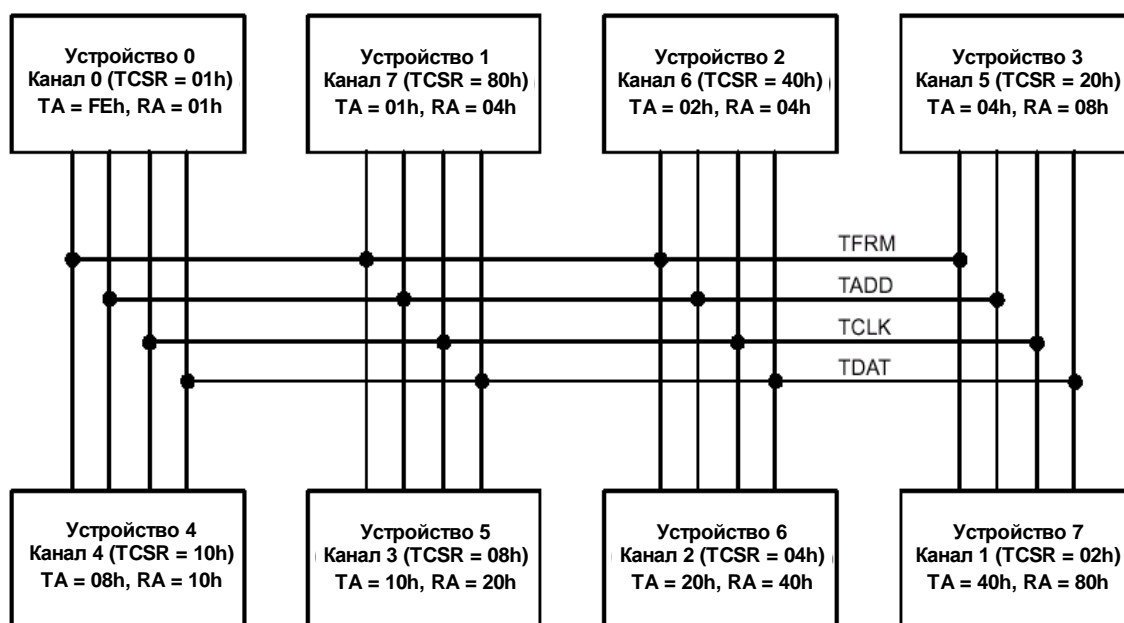 Устройство 0
Канал 0 (TCSR = 01h)
TA = FEh, RA = 01h
Устройство 1
Канал 7 (TCSR = 80h)
TA = 01h, RA = 04h
Устройство 2
Канал 6 (TCSR = 40h)
TA = 02h, RA = 04h
Устройство 3
Канал 5 (TCSR = 20h)
TA = 04h, RA = 08h
TFRM
TADD
TCLK
TDAT
Устройство 4
Канал 4 (TCSR = 10h)
TA = 08h, RA = 10h
Устройство 5
Канал 3 (TCSR = 08h)
TA = 10h, RA = 20h
Устройство 6
Канал 2 (TCSR = 04h)
TA = 20h, RA = 40h
Устройство 7
Канал 1 (TCSR = 02h)
TA = 40h, RA = 80h